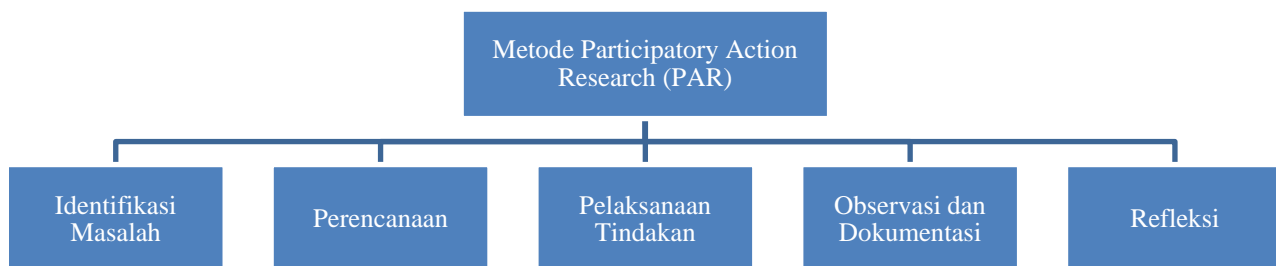 Metode Participatory Action
Research (PAR)
Identifikasi
Masalah
Perencanaan
Pelaksanaan
Tindakan
Observasi dan
Dokumentasi
Refleksi